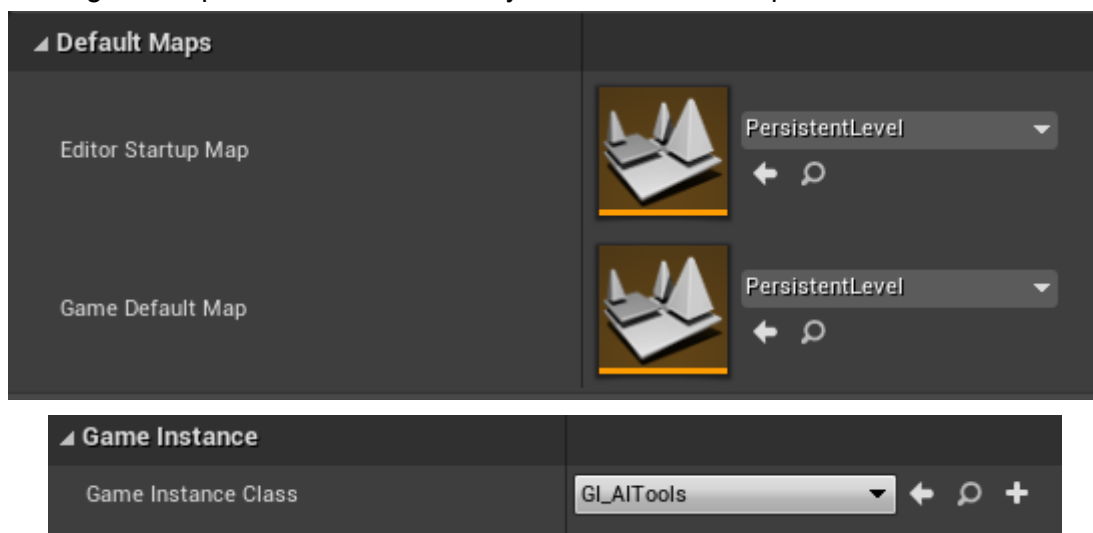 Default Maps
Editor Startup Map
PersistentLevel
Game Default Map
PersistentLevel
Game Instance
Game Instance Class
GI_AITools